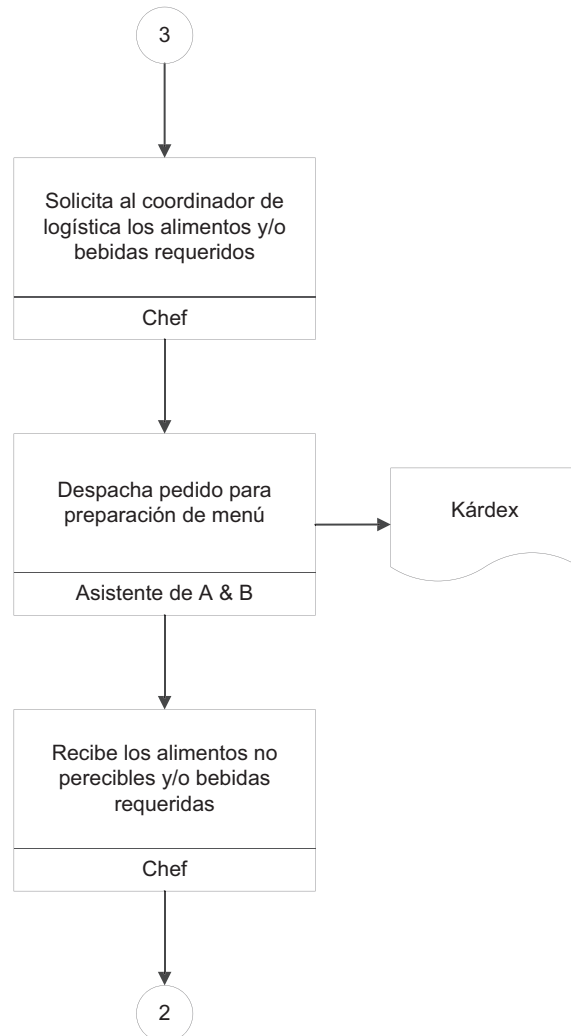 3
Solicita al coordinador de
logística los alimentos y/o
bebidas requeridos
Chef
Despacha pedido para
preparación de menú
Kárdex
Asistente de A & B
Recibe los alimentos no
perecibles y/o bebidas
requeridas
Chef
2